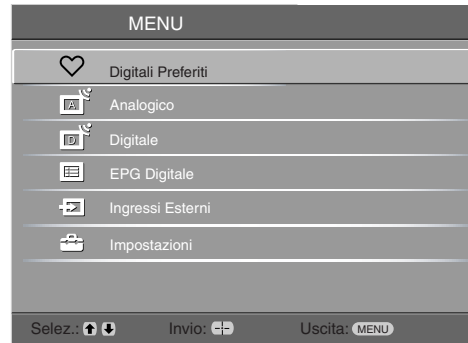 MENU
Digitali Preferiti
A Analogico
D Digitale
EPG Digitale
Ingressi Esterni
Impostazioni
Selez.: Invio: Uscita: MENU